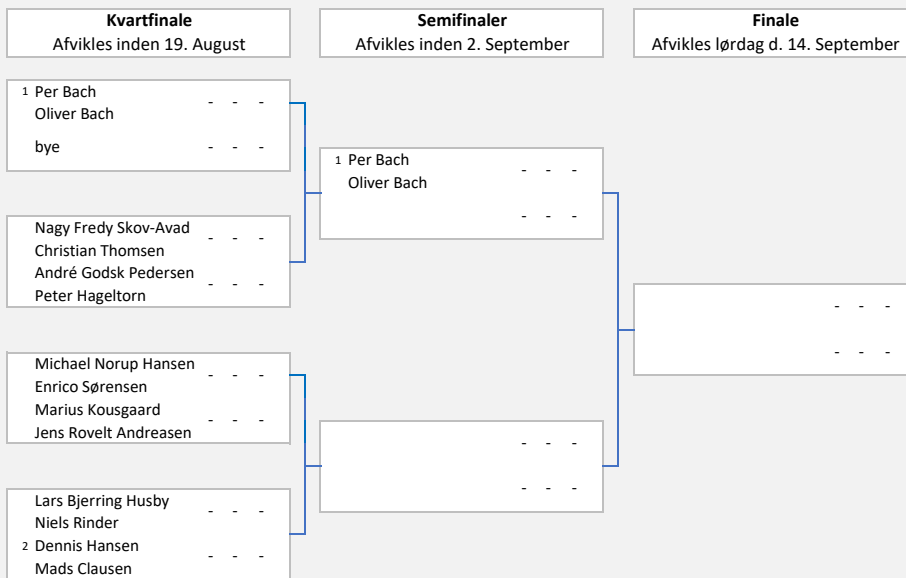 Kvartfinale
Afvikles inden 19. August
Semifinaler
Afvikles inden 2. September
Finale
Afvikles lørdag d. 14. September
1 Per Bach
Oliver Bach
- - -
bye - - -
Nagy Fredy Skov-Avad
Christian Thomsen
- - -
André Godsk Pedersen
Peter Hageltorn
- - -
Michael Norup Hansen
Enrico Sørensen
- - -
Marius Kousgaard
Jens Rovelt Andreasen
- - -
Lars Bjerring Husby
Niels Rinder
- - -
2 Dennis Hansen
Mads Clausen
- - -
1 Per Bach
Oliver Bach
- - -
- - -
- - -
- - -
- - -
- - -